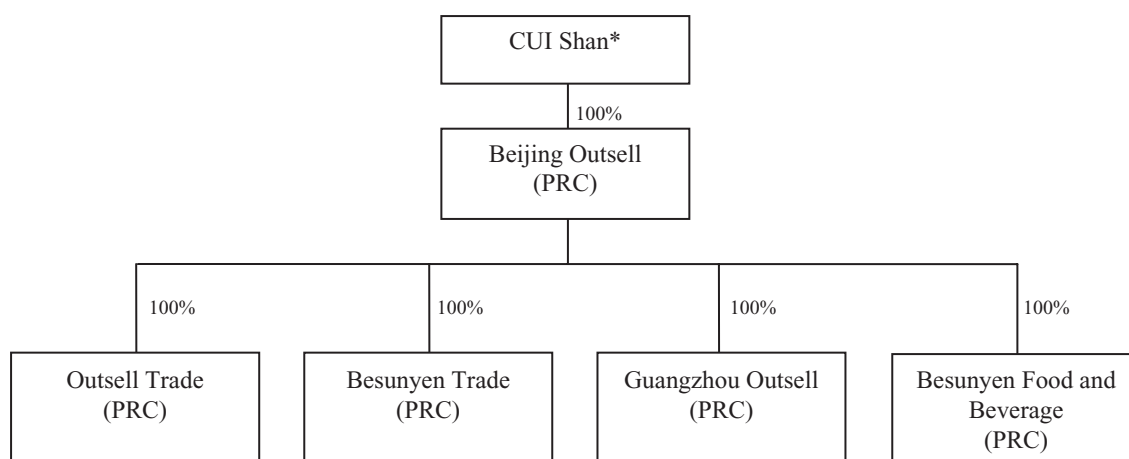 CUI Shan*
100%
Beijing Outsell
(PRC)
100%
100%
100%
100%
Outsell Trade
(PRC)
Besunyen Trade
(PRC)
Guangzhou Outsell
(PRC)
Besunyen Food and
Beverage
(PRC)